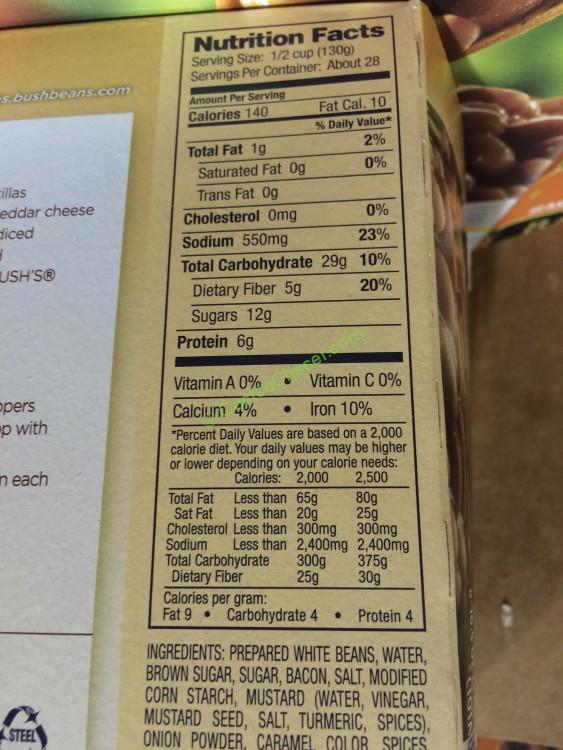 s.bushbeans.com
illas
eddar cheese
diced
USH'S®
ppers
p with
n each
STEEL
Nutrition Facts
Serving Size: 1/2 cup (130g)
Servings Per Container: About 28
Amount Per Serving
Calories 140 Fat Cal. 10
% Daily Value*
Total Fat 1g 2%
Saturated Fat 0g 0%
Trans Fat 0g
Cholesterol 0mg 0%
Sodium 550mg 23%
Total Carbohydrate 29g 10%
Dietary Fiber 5g 20%
Sugars 12g
Protein 6g
Vitamin A 0% • Vitamin C 0%
Calcium 4% • Iron 10%
*Percent Daily Values are based on a 2,000
calorie diet. Your daily values may be higher
or lower depending on your calorie needs:
Calories: 2,000 2,500
Total Fat Less than 65g 80g
Sat Fat Less than 20g 25g
Cholesterol Less than 300mg 300mg
Sodium Less than 2,400mg 2,400mg
Total Carbohydrate 300g 375g
Dietary Fiber 25g 30g
Calories per gram:
Fat 9 • Carbohydrate 4 • Protein 4
INGREDIENTS: PREPARED WHITE BEANS, WATER,
BROWN SUGAR, SUGAR, BACON, SALT, MODIFIED
CORN STARCH, MUSTARD (WATER, VINEGAR,
MUSTARD SEED, SALT, TURMERIC, SPICES),
ONION POWDER, CARAMEL COLOR, SPICES